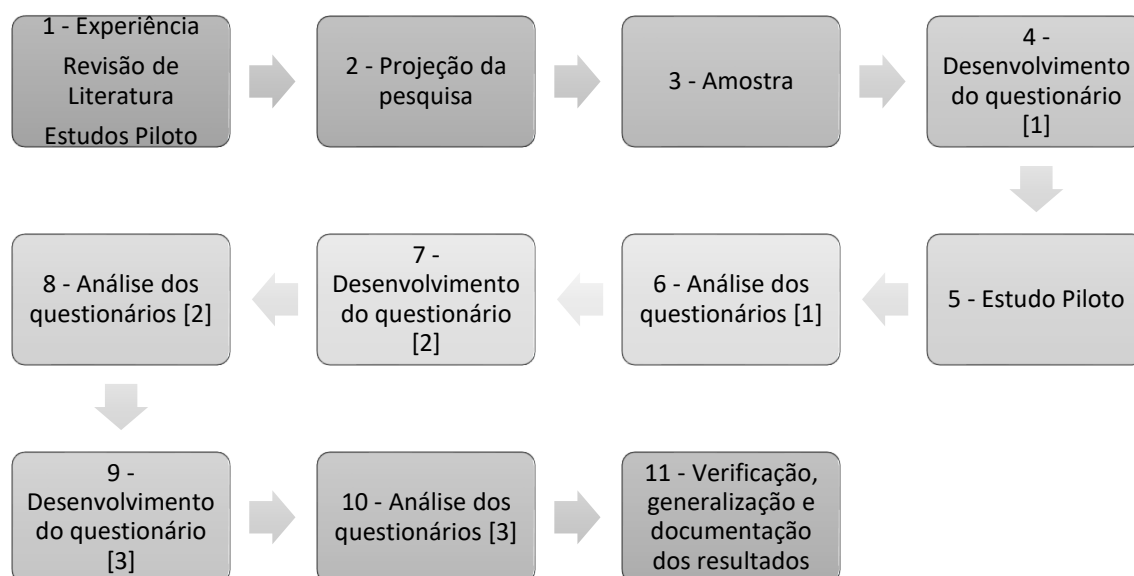 1 - Experiência
Revisão de
Literatura
Estudos Piloto
2 - Projeção da
pesquisa
3 - Amostra
4 -
Desenvolvimento
do questionário
[1]
5 - Estudo Piloto
6 - Análise dos
questionários [1]
7 -
Desenvolvimento
do questionário
[2]
8 - Análise dos
questionários [2]
9 -
Desenvolvimento
do questionário
[3]
10 - Análise dos
questionários [3]
11 - Verificação,
generalização e
documentação
dos resultados